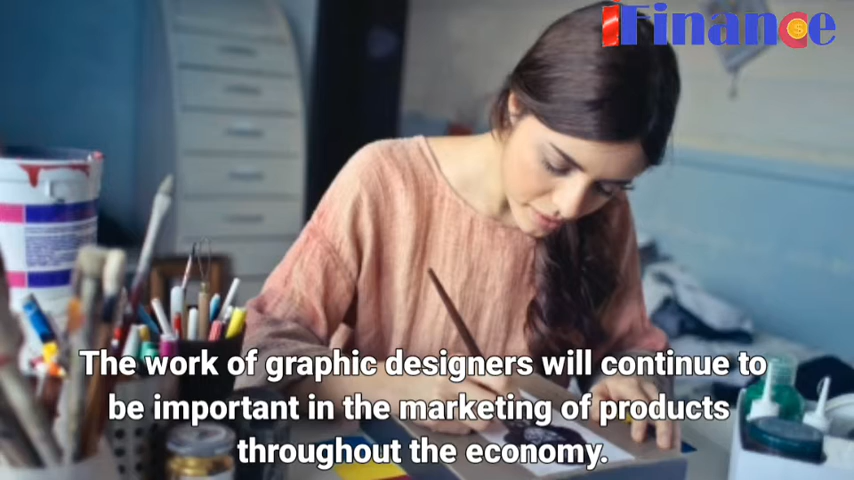 IFinance
The work of graphic designers will continue to
be important in the marketing of products
throughout the economy.